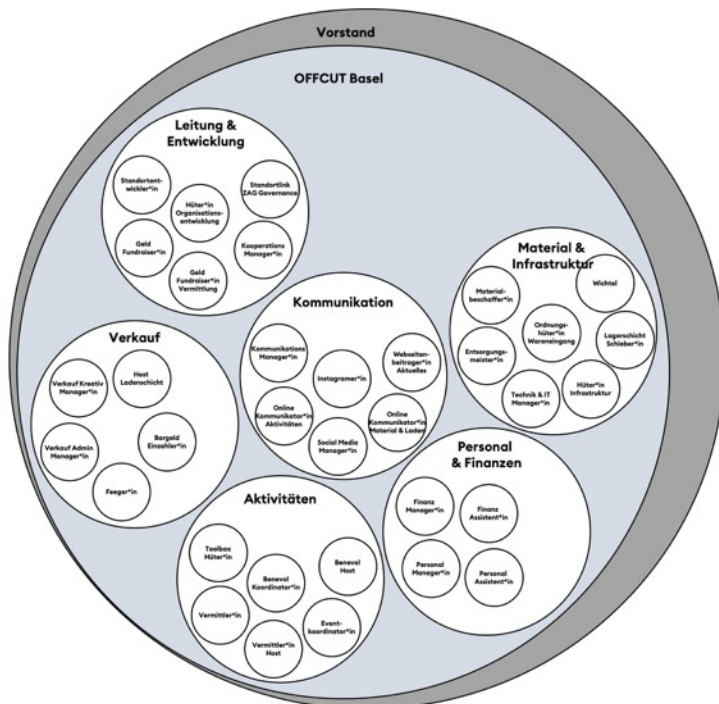 Vorstand
OFFCUT Basel
Leitung &
Entwicklung
Standortent-
wickler*in
Hüter*in
Organisations-
entwicklung
Standortlink
ZAG Governance
Geld
Fundraiser*in
Geld
Fundraiser*in
Vermittlung
Kooperations
Manager*in
Material &
Infrastruktur
Wichtel
Material-
beschaffer*in
Ordnungs-
hüter*in
Wareneingang
Lagerschicht
Schieber*in
Entsorgungs-
meister*in
Technik & IT
Manager*in
Hüter*in
Infrastruktur
Kommunikation
Kommunikations
Manager*in
Instagramer*in
Webseiten-
beitrager*in
Aktuelles
Online
Kommunikator*in
Aktivitäten
Social Media
Manager*in
Online
Kommunikator*in
Material & Laden
Verkauf
Verkauf Kreativ
Manager*in
Host
Ladenschicht
Verkauf Admin
Manager*in
Bargeld
Einzahler*in
Feeger*in
Personal
& Finanzen
Finanz
Manager*in
Finanz
Assistent*in
Personal
Manager*in
Personal
Assistent*in
Aktivitäten
Toolbox
Hüter*in
Beneval
Koordinator*in
Beneval
Host
Vermittler*in
Vermittler*in
Host
Event-
koordinator*in